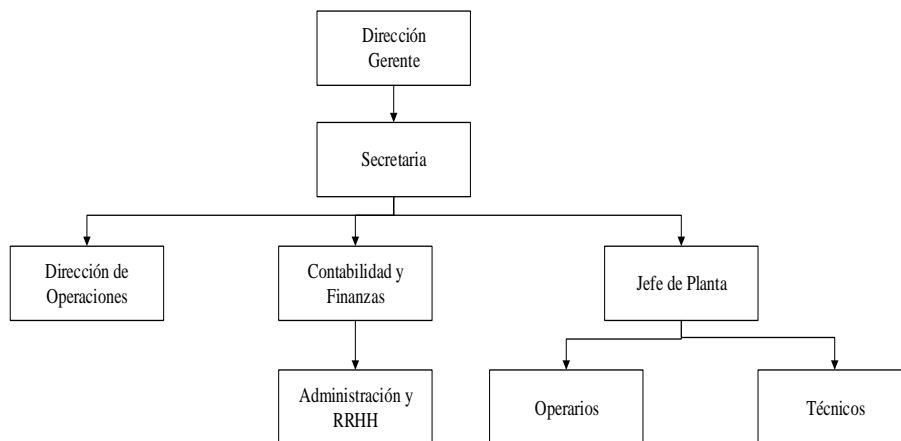 Dirección
Gerente
Secretaria
Dirección de
Operaciones
Contabilidad y
Finanzas
Jefe de Planta
Administración y
RRHH
Operarios
Técnicos